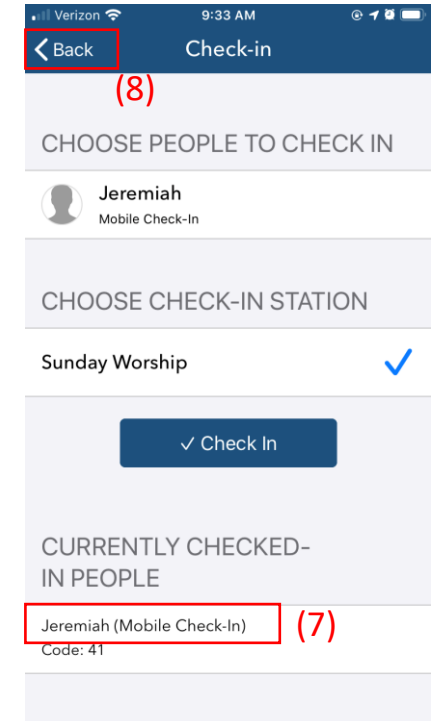 Verizon 9:33 AM
Back Check-in
(8)
CHOOSE PEOPLE TO CHECK IN
Jeremiah
Mobile Check-In
CHOOSE CHECK-IN STATION
Sunday Worship
✓ Check In
CURRENTLY CHECKED-
IN PEOPLE
Jeremiah (Mobile Check-In) (7)
Code: 41